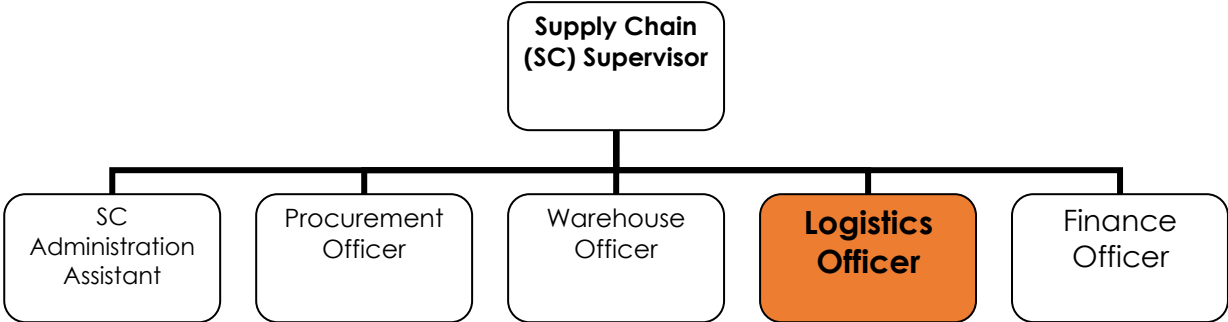 Supply Chain
(SC) Supervisor
SC
Administration
Assistant
Procurement
Officer
Warehouse
Officer
Logistics
Officer
Finance
Officer